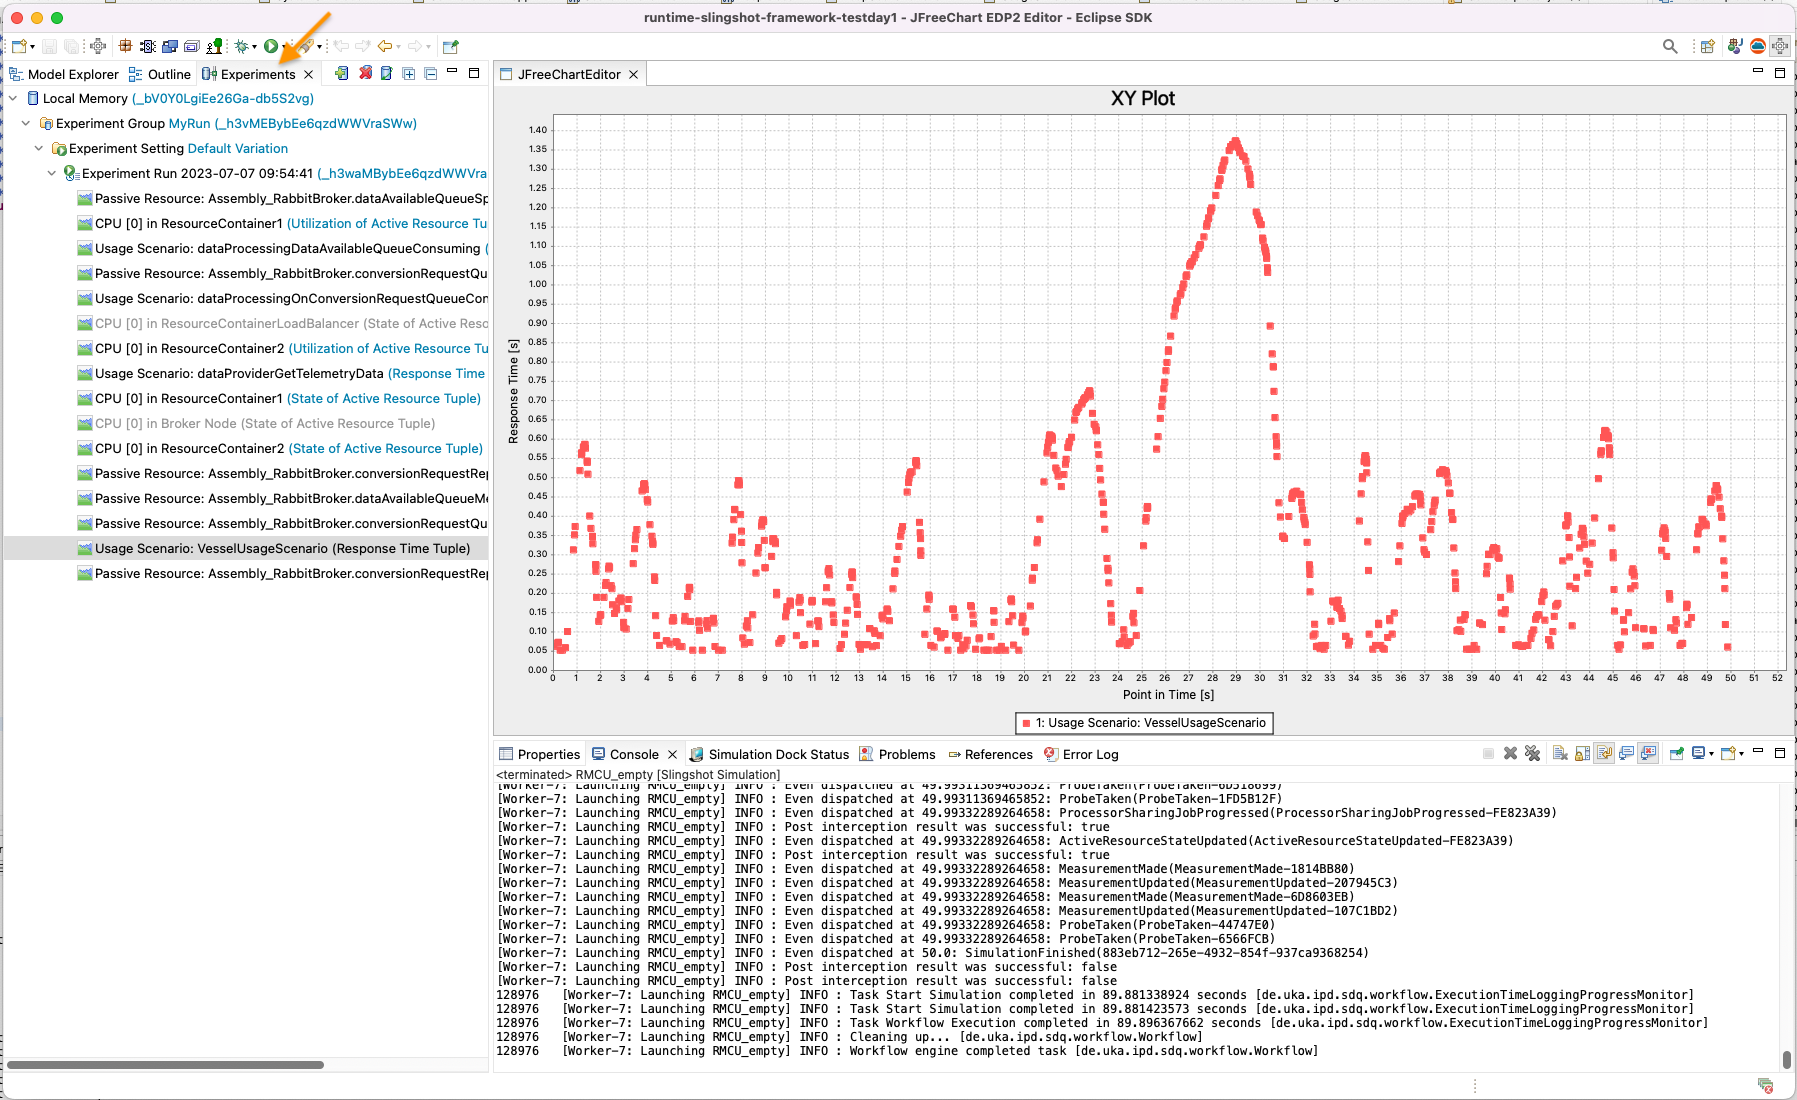 runtime-slingshot-framework-testday1 - JFreeChart EDP2 Editor - Eclipse SDK
Model Explorer
Outline
Experiments
Local Memory (_bV0Y0LgiEe26Ga-db5S2vg)
Experiment Group MyRun (_h3vMEBybEe6qzdWWVraSWw)
Experiment Setting Default Variation
Experiment Run 2023-07-07 09:54:41 (_h3waMBybEe6qzdWWVra
Passive Resource: Assembly_RabbitBroker.dataAvailableQueueSp
CPU [0] in ResourceContainer1 (Utilization of Active Resource Tu
Usage Scenario: dataProcessingDataAvailableQueueConsuming (
Passive Resource: Assembly_RabbitBroker.conversionRequestQu
Usage Scenario: dataProcessingOnConversionRequestQueueCon
CPU [0] in ResourceContainerLoadBalancer (State of Active Reso
CPU [0] in ResourceContainer2 (Utilization of Active Resource Tu
Usage Scenario: dataProviderGetTelemetryData (Response Time
CPU [0] in ResourceContainer1 (State of Active Resource Tuple)
CPU [0] in Broker Node (State of Active Resource Tuple)
CPU [0] in ResourceContainer2 (State of Active Resource Tuple)
Passive Resource: Assembly_RabbitBroker.conversionRequestRep
Passive Resource: Assembly_RabbitBroker.dataAvailableQueueMe
Passive Resource: Assembly_RabbitBroker.conversionRequestQu
Usage Scenario: VesselUsageScenario (Response Time Tuple)
Passive Resource: Assembly_RabbitBroker.conversionRequestRep
JFreeChartEditor
XY Plot
Response Time [s]
1.40
1.35
1.30
1.25
1.20
1.15
1.10
1.05
1.00
0.95
0.90
0.85
0.80
0.75
0.70
0.65
0.60
0.55
0.50
0.45
0.40
0.35
0.30
0.25
0.20
0.15
0.10
0.05
0.00
0 1 2 3 4 5 6 7 8 9 10 11 12 13 14 15 16 17 18 19 20 21 22 23 24 25 26 27 28 29 30 31 32 33 34 35 36 37 38 39 40 41 42 43 44 45 46 47 48 49 50 51 52
Point in Time [s]
1: Usage Scenario: VesselUsageScenario
Properties
Console
Simulation Dock Status
Problems
References
Error Log
<terminated> RMCU_empty [Slingshot Simulation]
[Worker-7: Launching RMCU_empty] INFO : Even dispatched at 49.99311369465852: ProbeTaken(ProbeTaken-6D518699)
[Worker-7: Launching RMCU_empty] INFO : Even dispatched at 49.99311369465852: ProbeTaken(ProbeTaken-1FD5B12F)
[Worker-7: Launching RMCU_empty] INFO : Even dispatched at 49.99332289264658: ProcessorSharingJobProgressed(ProcessorSharingJobProgressed-FE823A39)
[Worker-7: Launching RMCU_empty] INFO : Post interception result was successful: true
[Worker-7: Launching RMCU_empty] INFO : Even dispatched at 49.99332289264658: ActiveResourceStateUpdated(ActiveResourceStateUpdated-FE823A39)
[Worker-7: Launching RMCU_empty] INFO : Post interception result was successful: true
[Worker-7: Launching RMCU_empty] INFO : Even dispatched at 49.99332289264658: MeasurementMade(MeasurementMade-1814BB80)
[Worker-7: Launching RMCU_empty] INFO : Even dispatched at 49.99332289264658: MeasurementUpdated(MeasurementUpdated-207945C3)
[Worker-7: Launching RMCU_empty] INFO : Even dispatched at 49.99332289264658: MeasurementMade(MeasurementMade-6D8603EB)
[Worker-7: Launching RMCU_empty] INFO : Even dispatched at 49.99332289264658: MeasurementUpdated(MeasurementUpdated-107C1BD2)
[Worker-7: Launching RMCU_empty] INFO : Even dispatched at 49.99332289264658: ProbeTaken(ProbeTaken-44747E0)
[Worker-7: Launching RMCU_empty] INFO : Even dispatched at 49.99332289264658: ProbeTaken(ProbeTaken-6566FCB)
[Worker-7: Launching RMCU_empty] INFO : Even dispatched at 50.0: SimulationFinished(883eb712-265e-4932-854f-937ca9368254)
[Worker-7: Launching RMCU_empty] INFO : Post interception result was successful: false
[Worker-7: Launching RMCU_empty] INFO : Post interception result was successful: false
128976 [Worker-7: Launching RMCU_empty] INFO : Task Start Simulation completed in 89.881338924 seconds [de.uka.ipd.sdq.workflow.ExecutionTimeLoggingProgressMonitor]
128976 [Worker-7: Launching RMCU_empty] INFO : Task Start Simulation completed in 89.881423573 seconds [de.uka.ipd.sdq.workflow.ExecutionTimeLoggingProgressMonitor]
128976 [Worker-7: Launching RMCU_empty] INFO : Task Workflow Execution completed in 89.896367662 seconds [de.uka.ipd.sdq.workflow.ExecutionTimeLoggingProgressMonitor]
128976 [Worker-7: Launching RMCU_empty] INFO : Cleaning up... [de.uka.ipd.sdq.workflow.Workflow]
128976 [Worker-7: Launching RMCU_empty] INFO : Workflow engine completed task [de.uka.ipd.sdq.workflow.Workflow]